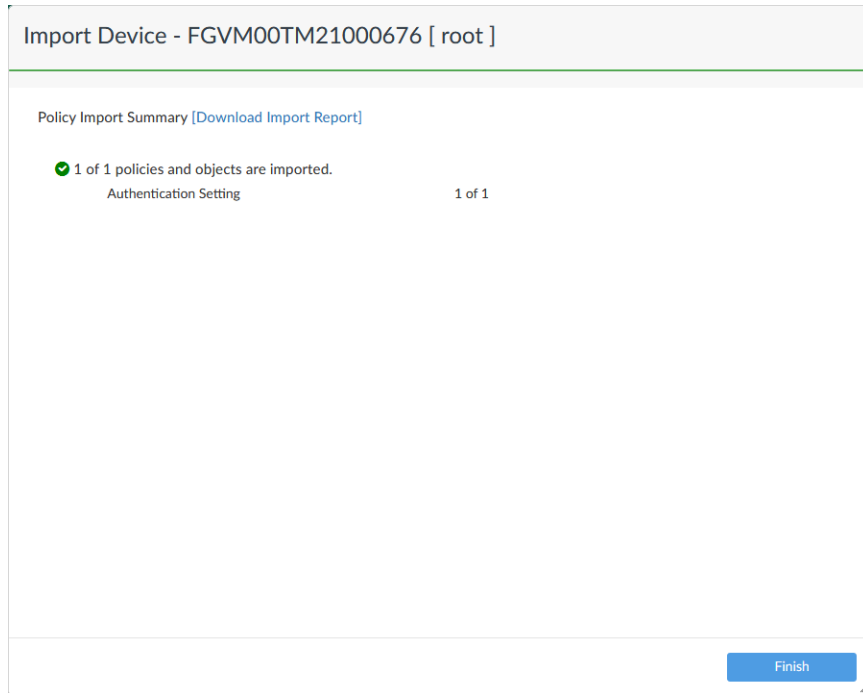 Import Device - FGVM00TM21000676 [ root ]
Policy Import Summary [Download Import Report]
1 of 1 policies and objects are imported.
Authentication Setting 1 of 1
Finish